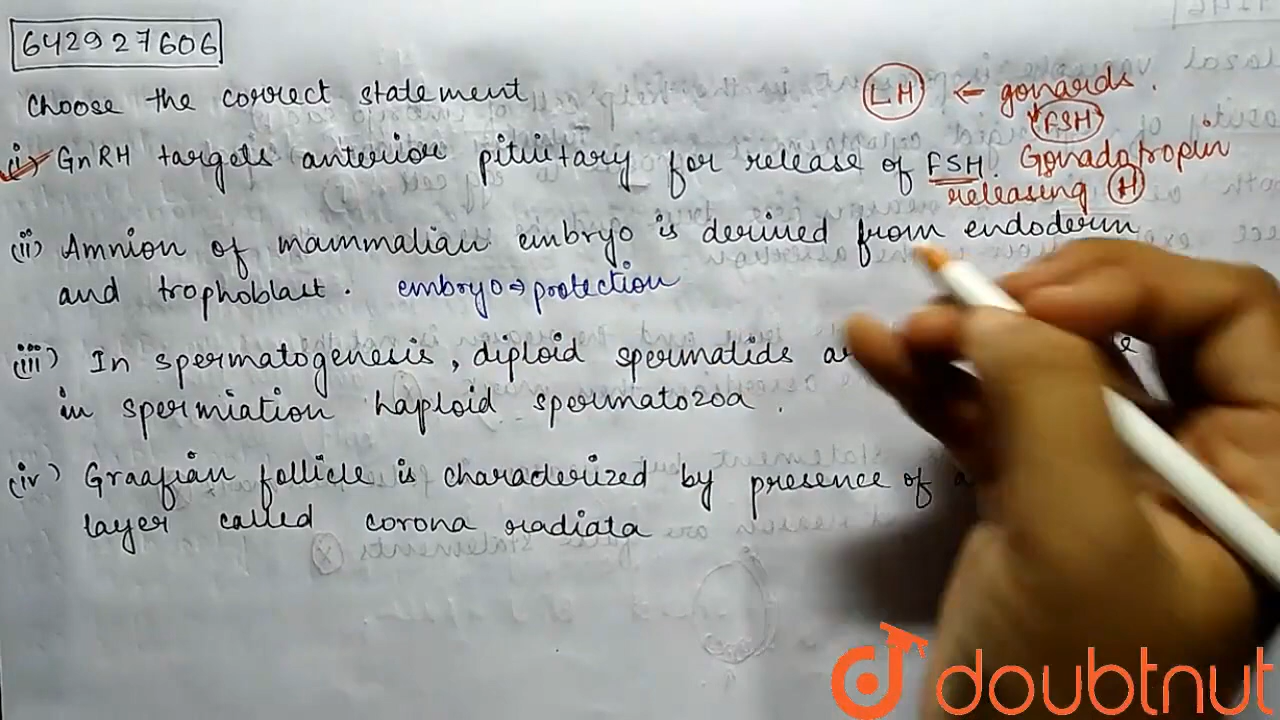 642927606
Choose the correct statement
LH ← gonards.
FSH
(i) GnRH targets anterior pituitary for release of FSH. Gonadotropin
releasing H
(ii) Amnion of mammalian embryo is derived from endoderm
and trophoblast. embryo⇒protection
(iii) In spermatogenesis, diploid spermatids
in spermiation haploid spermatozoa.
(iv) Graafian follicle is characterized by presence of a
layer called corona radiata
doubtnut